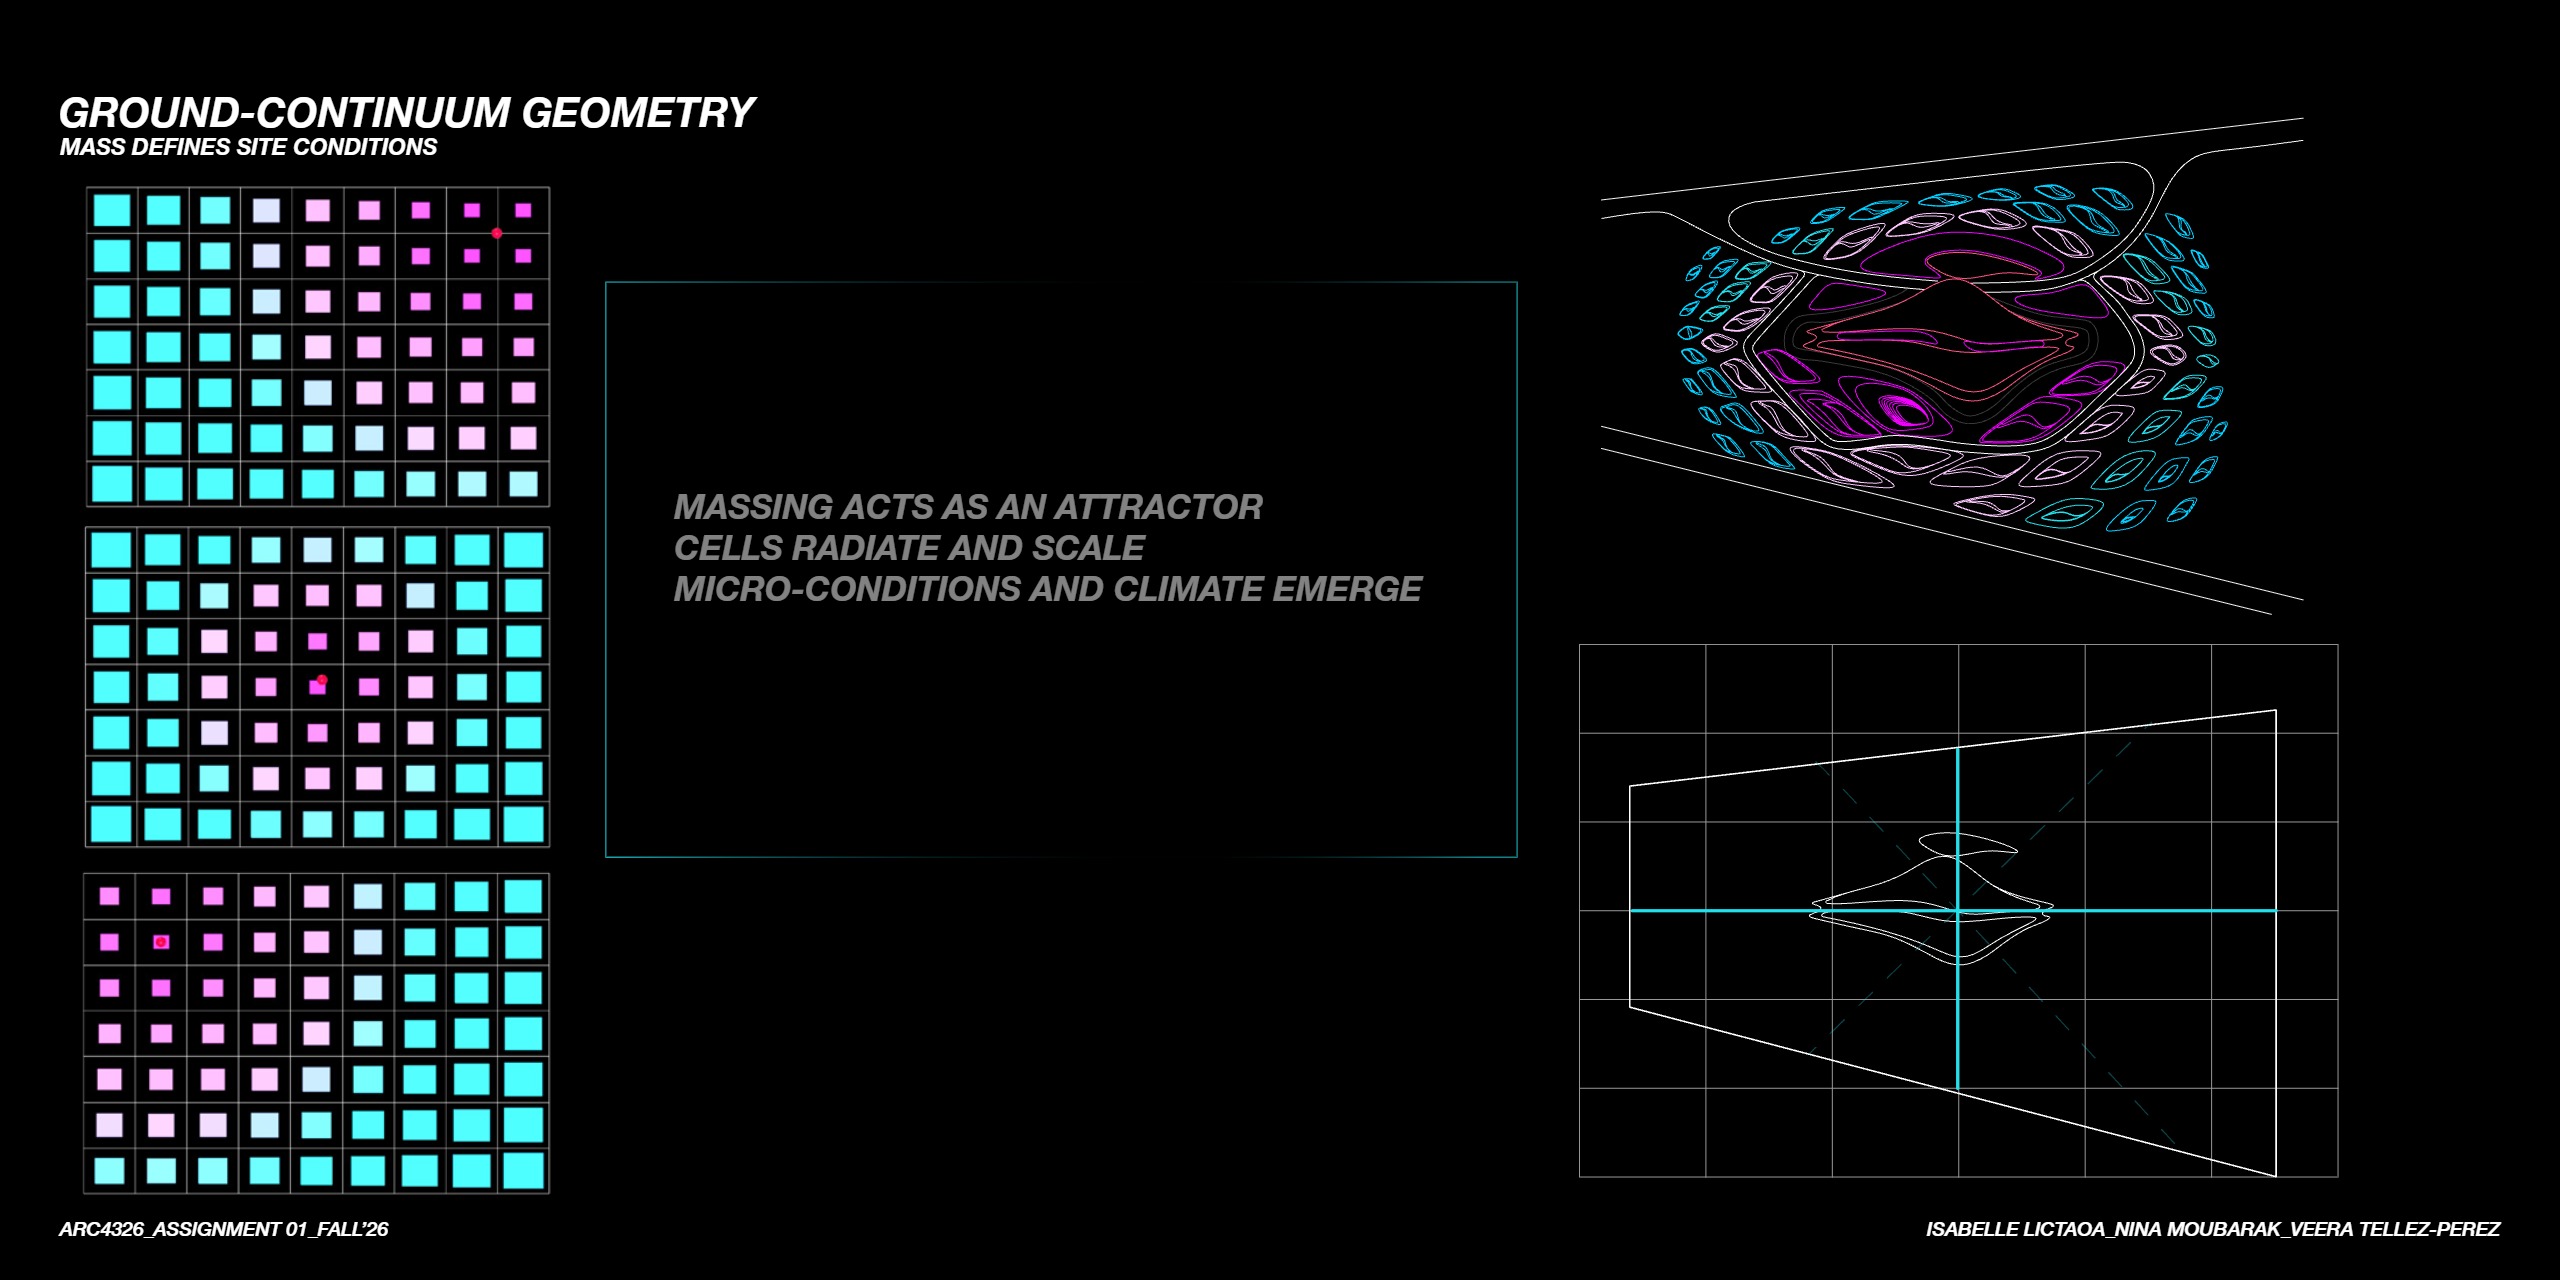 GROUND-CONTINUUM GEOMETRY
MASS DEFINES SITE CONDITIONS
MASSING ACTS AS AN ATTRACTOR
CELLS RADIATE AND SCALE
MICRO-CONDITIONS AND CLIMATE EMERGE
ARC4326_ASSIGNMENT 01_FALL'26
ISABELLE LICTAOA_NINA MOUBARAK_VEERA TELLEZ-PEREZ